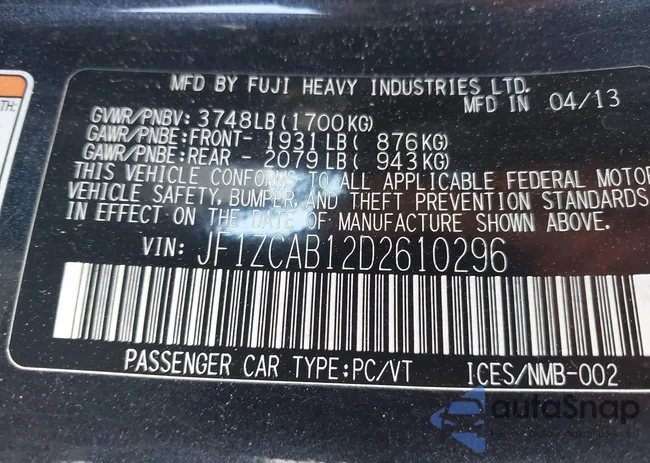 TH:
MFD BY FUJI HEAVY INDUSTRIES LTD.
MFD IN 04/13
GVWR/PNBV: 3748LB(1700KG)
GAWR/PNBE:FRONT- 1931LB( 876KG)
GAWR/PNBE:REAR - 2079LB( 943KG)
THIS VEHICLE CONFORMS TO ALL APPLICABLE FEDERAL MOTOR
VEHICLE SAFETY, BUMPER, AND THEFT PREVENTION STANDARDS
IN EFFECT ON THE DATE OF MANUFACTURE SHOWN ABOVE.
VIN: JF1ZCAB12D2610296
PASSENGER CAR TYPE:PC/VT ICES/NMB-002
autoSnap